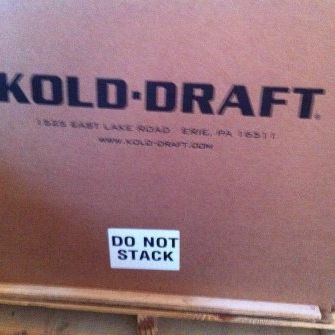 KOLD-DRAFT®
1525 EAST LAKE ROAD ERIE, PA 16511
WWW.KOLD-DRAFT.COM
DO NOT
STACK